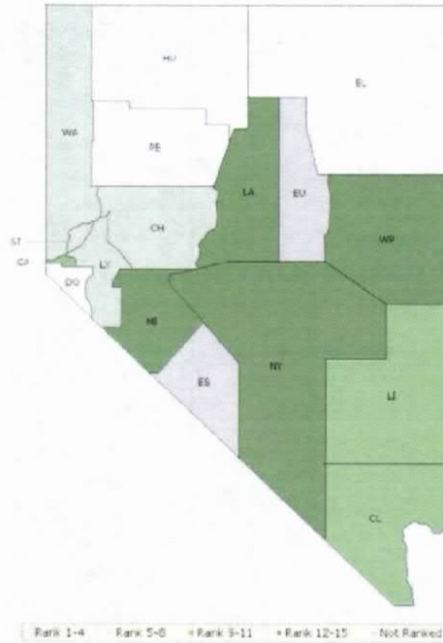 HU
EL
WA
PE
LA
EU
CH
WP
ST
CA
LY
DO
MI
NY
ES
LI
CL
Rank 1-4 Rank 5-8 Rank 9-11 Rank 12-15 Not Ranked